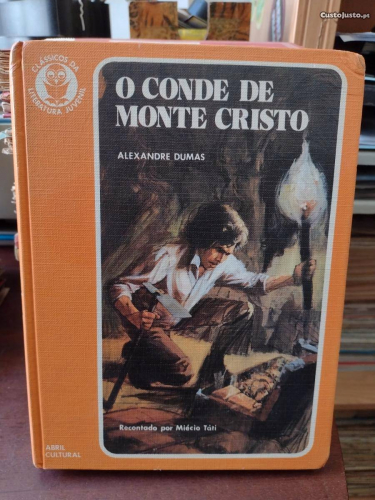 CustoJusto.pt
CLÁSSICOS DA
LITERATURA JUVENIL
O CONDE DE
MONTE CRISTO
ALEXANDRE DUMAS
Recontado por Miécio Táti
ABRIL
CULTURAL